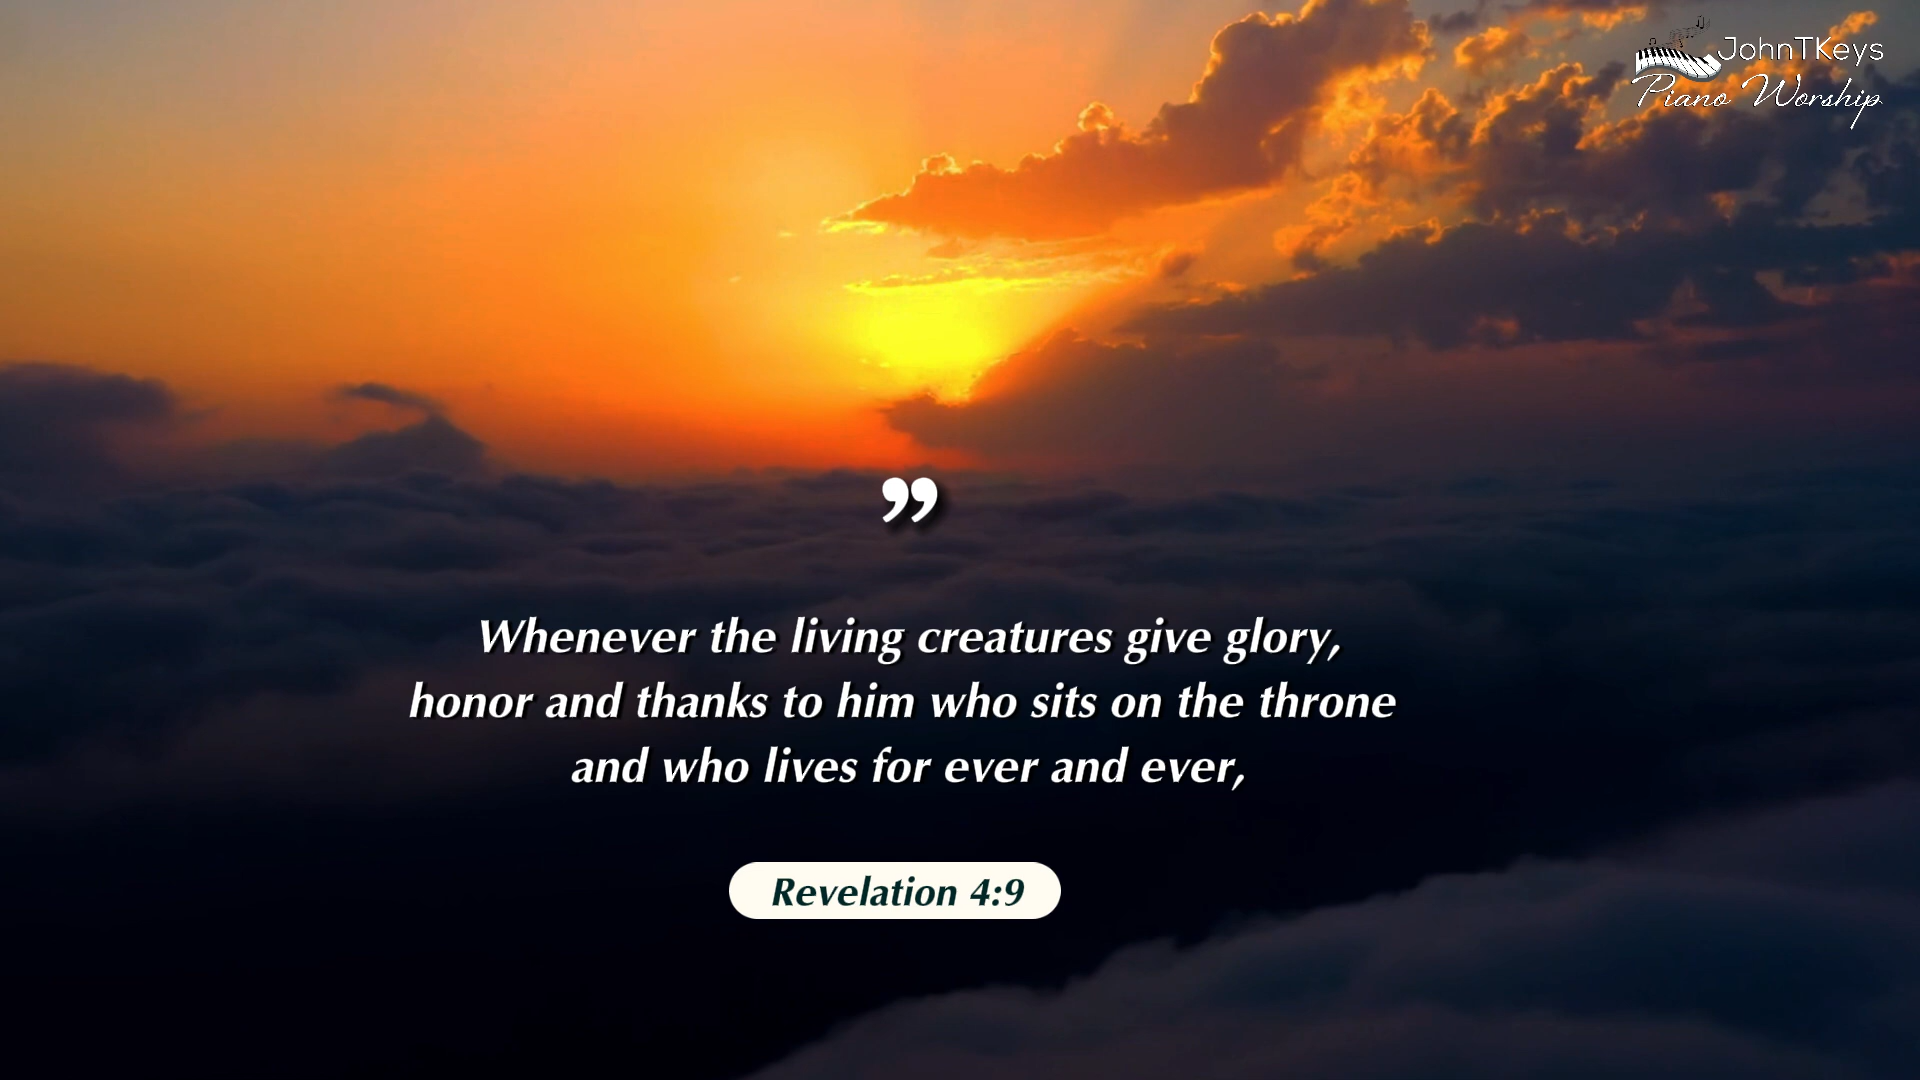 JohnTKeys
Piano Worship
”
Whenever the living creatures give glory,
honor and thanks to him who sits on the throne
and who lives for ever and ever,
Revelation 4:9